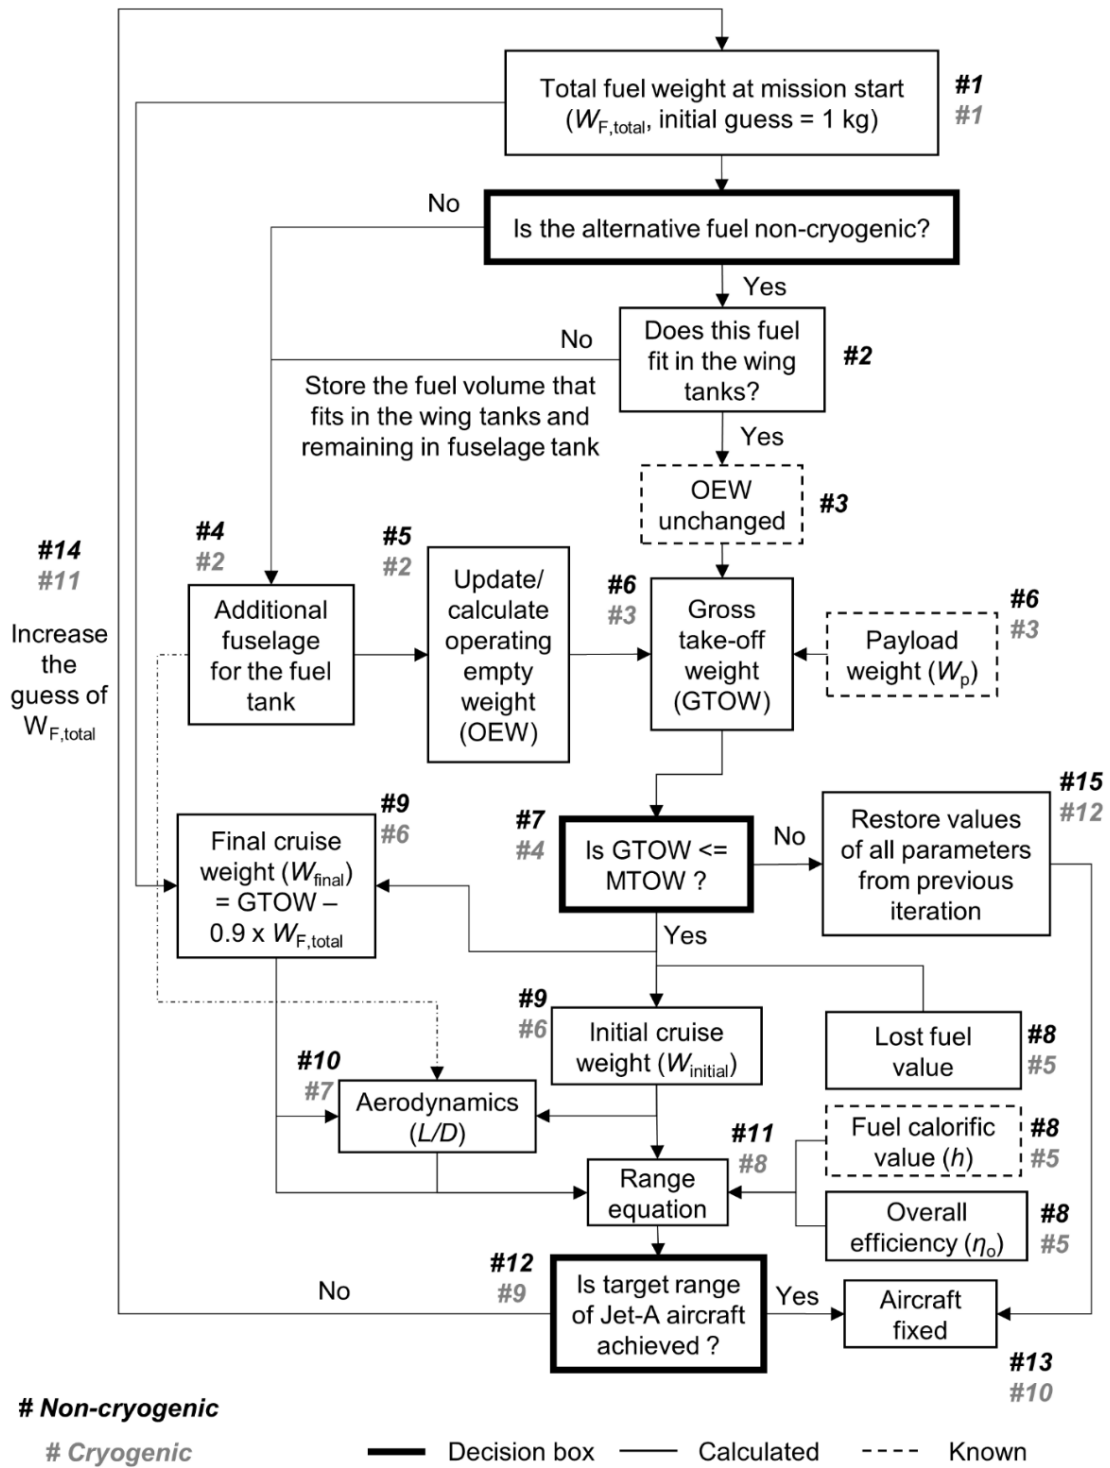 Total fuel weight at mission start
(W_F,total, initial guess = 1 kg)
#1
#1
No
Is the alternative fuel non-cryogenic?
Yes
No
Does this fuel
fit in the wing
tanks?
#2
Store the fuel volume that
fits in the wing tanks and
remaining in fuselage tank
Yes
OEW
unchanged
#3
#14
#11
Increase
the
guess of
W_F,total
#4
#2
Additional
fuselage
for the fuel
tank
#5
#2
Update/
calculate
operating
empty
weight
(OEW)
#6
#3
Gross
take-off
weight
(GTOW)
#6
#3
Payload
weight (W_p)
#9
#6
Final cruise
weight (W_final)
= GTOW –
0.9 x W_F,total
#7
#4
Is GTOW <=
MTOW ?
No
#15
#12
Restore values
of all parameters
from previous
iteration
Yes
#9
#6
Initial cruise
weight (W_initial)
Lost fuel
value
#8
#5
#10
#7
Aerodynamics
(L/D)
#11
#8
Fuel calorific
value (h)
#8
#5
Range
equation
Overall
efficiency (η_o)
#8
#5
#12
#9
No
Is target range
of Jet-A aircraft
achieved ?
Yes
Aircraft
fixed
#13
#10
# Non-cryogenic
# Cryogenic
Decision box
Calculated
Known